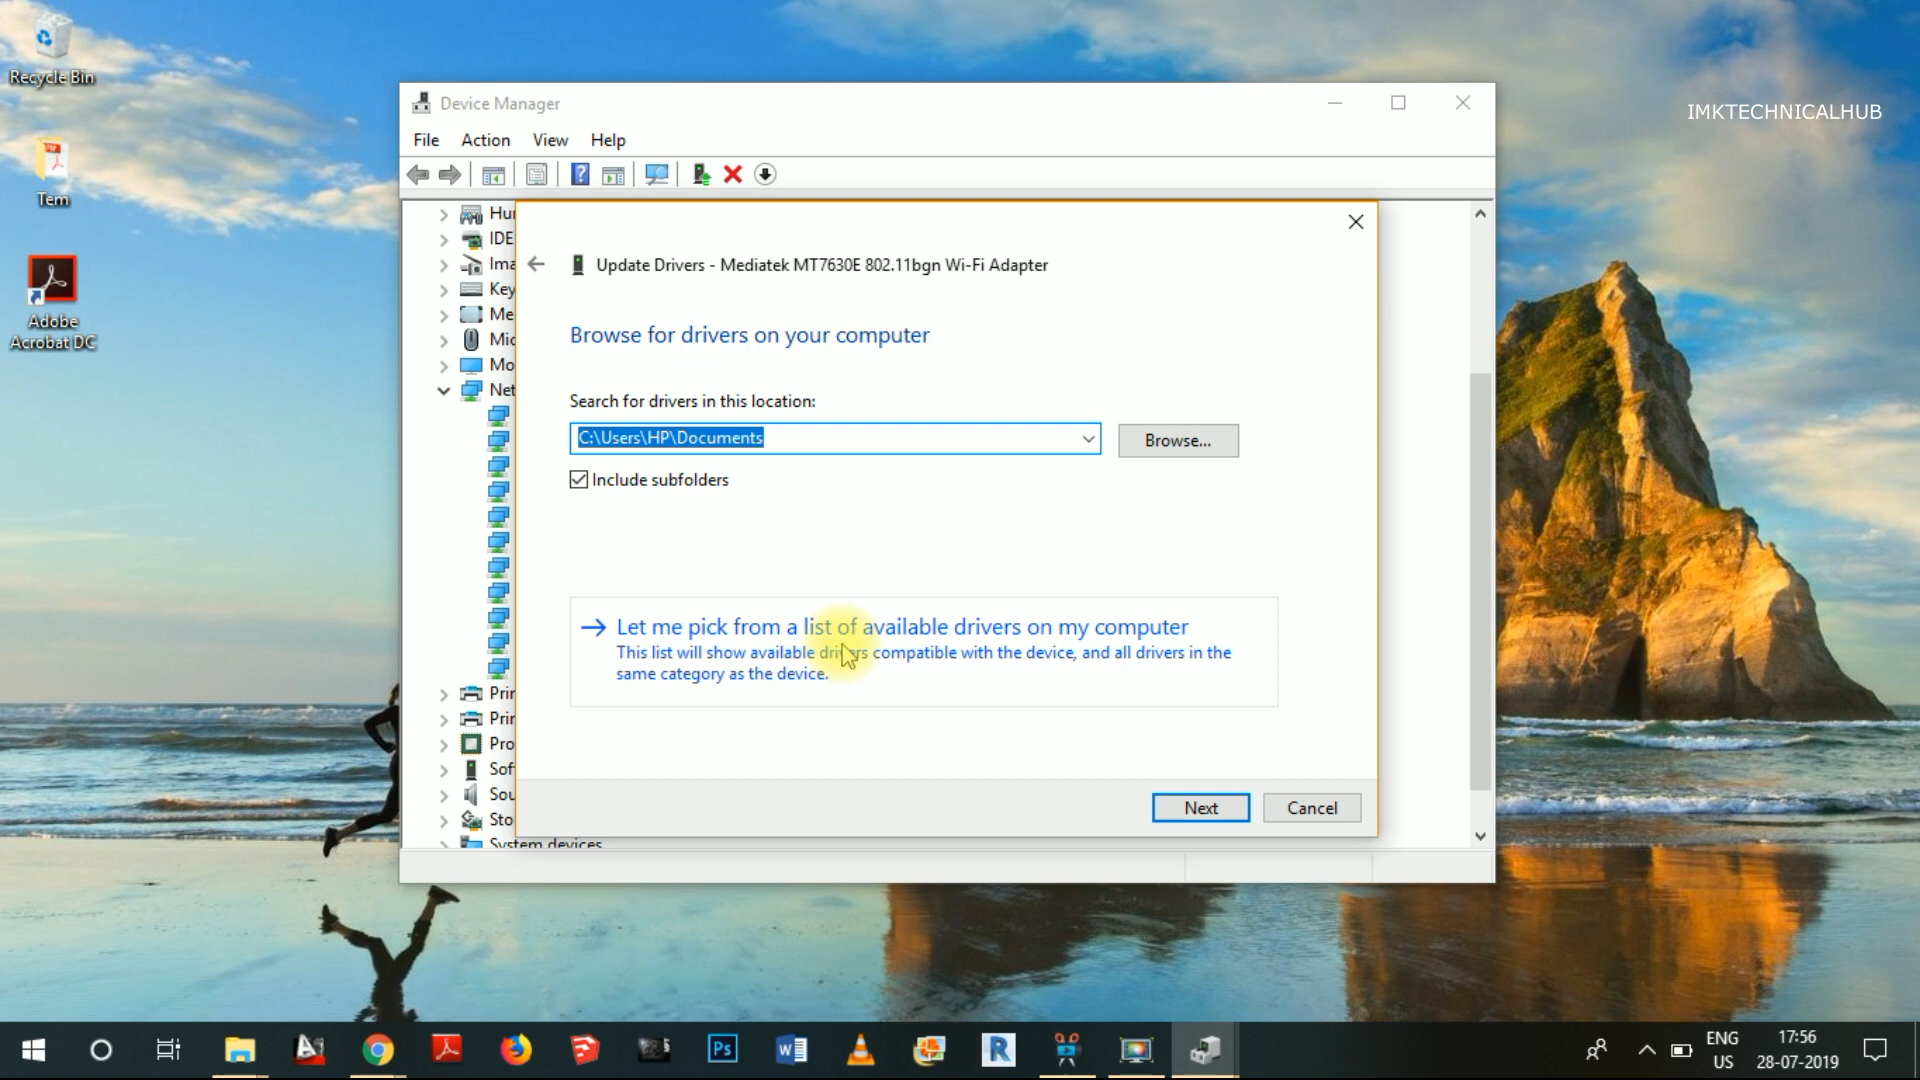 Recycle Bin
Tem
Adobe
Acrobat DC
IMKTECHNICALHUB
Device Manager
File Action View Help
Hu
IDE
Ima
Key
Me
Mic
Mo
Net
Prin
Prin
Pro
Sof
Sou
Sto
System devices
Update Drivers - Mediatek MT7630E 802.11bgn Wi-Fi Adapter
Browse for drivers on your computer
Search for drivers in this location:
C:\Users\HP\Documents
Browse...
Include subfolders
Let me pick from a list of available drivers on my computer
This list will show available drivers compatible with the device, and all drivers in the
same category as the device.
Next Cancel
Ps
W
R
ENG
US
17:56
28-07-2019